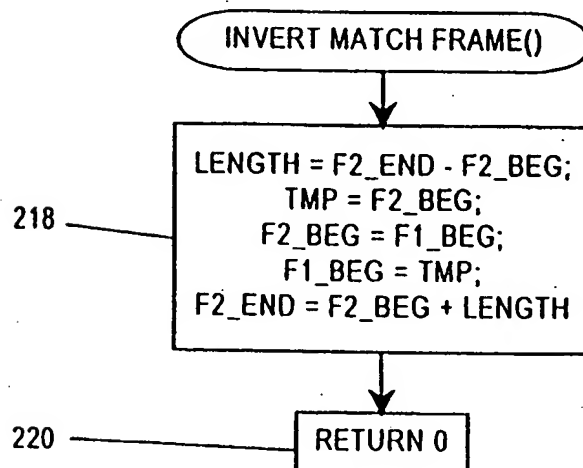 INVERT MATCH FRAME()
LENGTH = F2_END - F2_BEG;
TMP = F2_BEG;
218
F2_BEG = F1_BEG;
F1_BEG = TMP;
F2_END = F2_BEG + LENGTH
220
RETURN 0